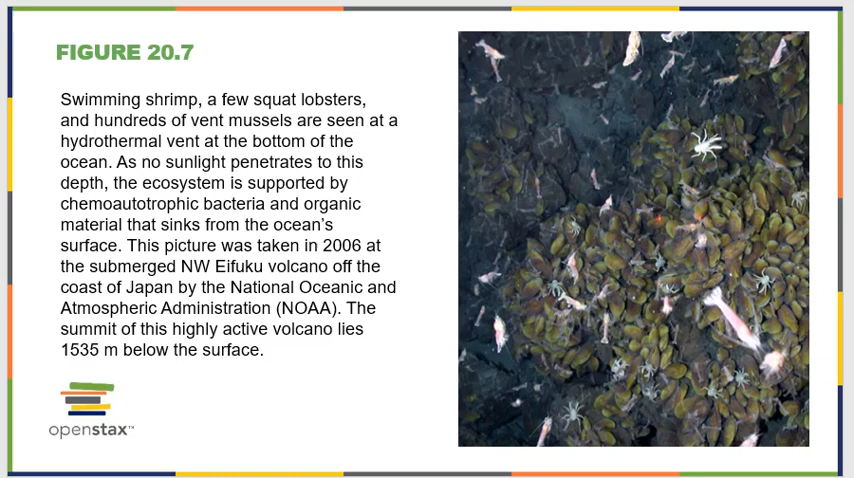 FIGURE 20.7
Swimming shrimp, a few squat lobsters,
and hundreds of vent mussels are seen at a
hydrothermal vent at the bottom of the
ocean. As no sunlight penetrates to this
depth, the ecosystem is supported by
chemoautotrophic bacteria and organic
material that sinks from the ocean’s
surface. This picture was taken in 2006 at
the submerged NW Eifuku volcano off the
coast of Japan by the National Oceanic and
Atmospheric Administration (NOAA). The
summit of this highly active volcano lies
1535 m below the surface.
openstax™